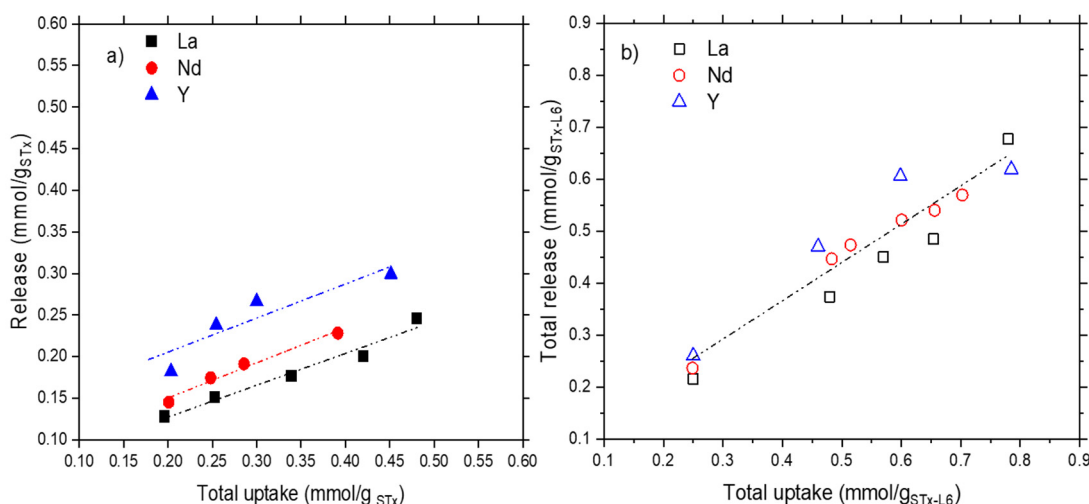 a)
La
Nd
Y
Release (mmol/gSTx)
0.60
0.55
0.50
0.45
0.40
0.35
0.30
0.25
0.20
0.15
0.10
0.10 0.15 0.20 0.25 0.30 0.35 0.40 0.45 0.50 0.55 0.60
Total uptake (mmol/g STx)
b)
La
Nd
Y
Total release (mmol/gSTx-L6)
0.9
0.8
0.7
0.6
0.5
0.4
0.3
0.2
0.1
0.1 0.2 0.3 0.4 0.5 0.6 0.7 0.8 0.9
Total uptake (mmol/gSTx-L6)